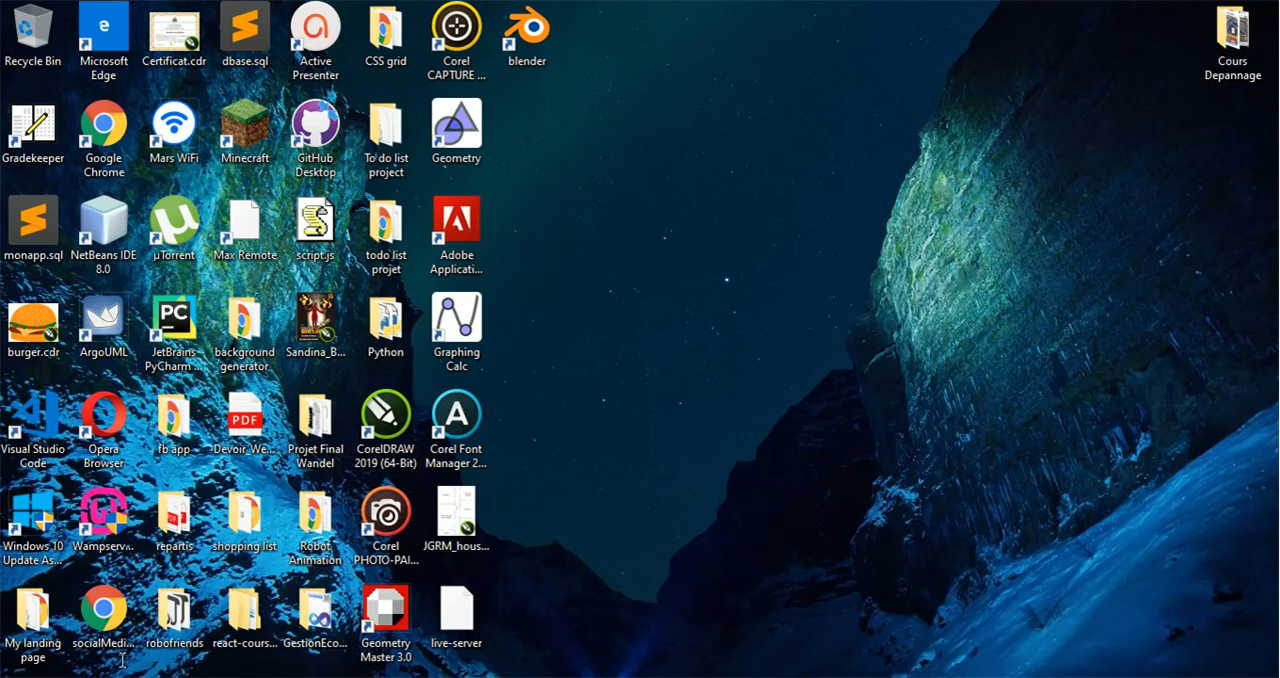 Recycle Bin
Microsoft
Edge
Certificat.cdr
dbase.sql
Active
Presenter
CSS grid
Corel
CAPTURE ...
blender
Cours
Depannage
Gradekeeper
Google
Chrome
Mars WiFi
Minecraft
GitHub
Desktop
To do list
project
Geometry
monapp.sql
NetBeans IDE
8.0
µTorrent
Max Remote
script.js
todo list
projet
Adobe
Applicati...
burger.cdr
ArgoUML
PC
JetBrains
PyCharm ...
background
generator
Sandina_B...
Python
Graphing
Calc
Visual Studio
Code
Opera
Browser
fb app
PDF
Devoir_We...
Projet Final
Wandel
CorelDRAW
2019 (64-Bit)
Corel Font
Manager 2...
Windows 10
Update As...
Wampserv...
repartis
shopping list
Robot
Animation
Corel
PHOTO-PAI...
JGRM_hous...
My landing
page
socialMedi...
robofriends
react-cours...
GestionEco...
Geometry
Master 3.0
live-server